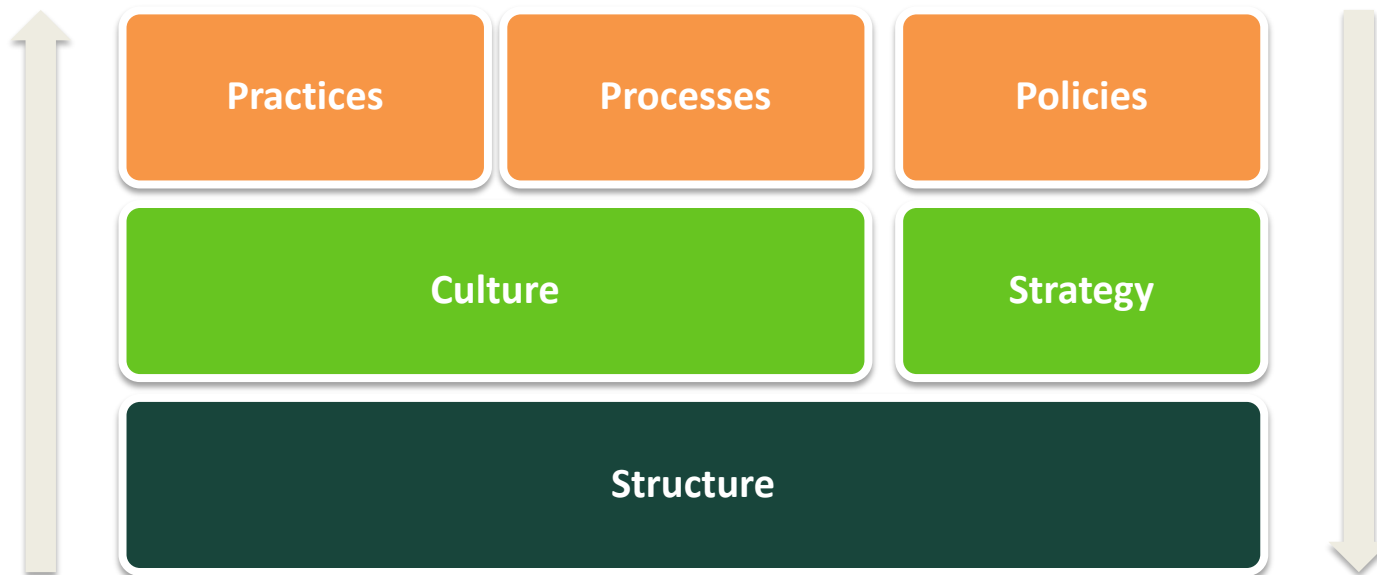 Practices
Processes
Policies
Culture
Strategy
Structure